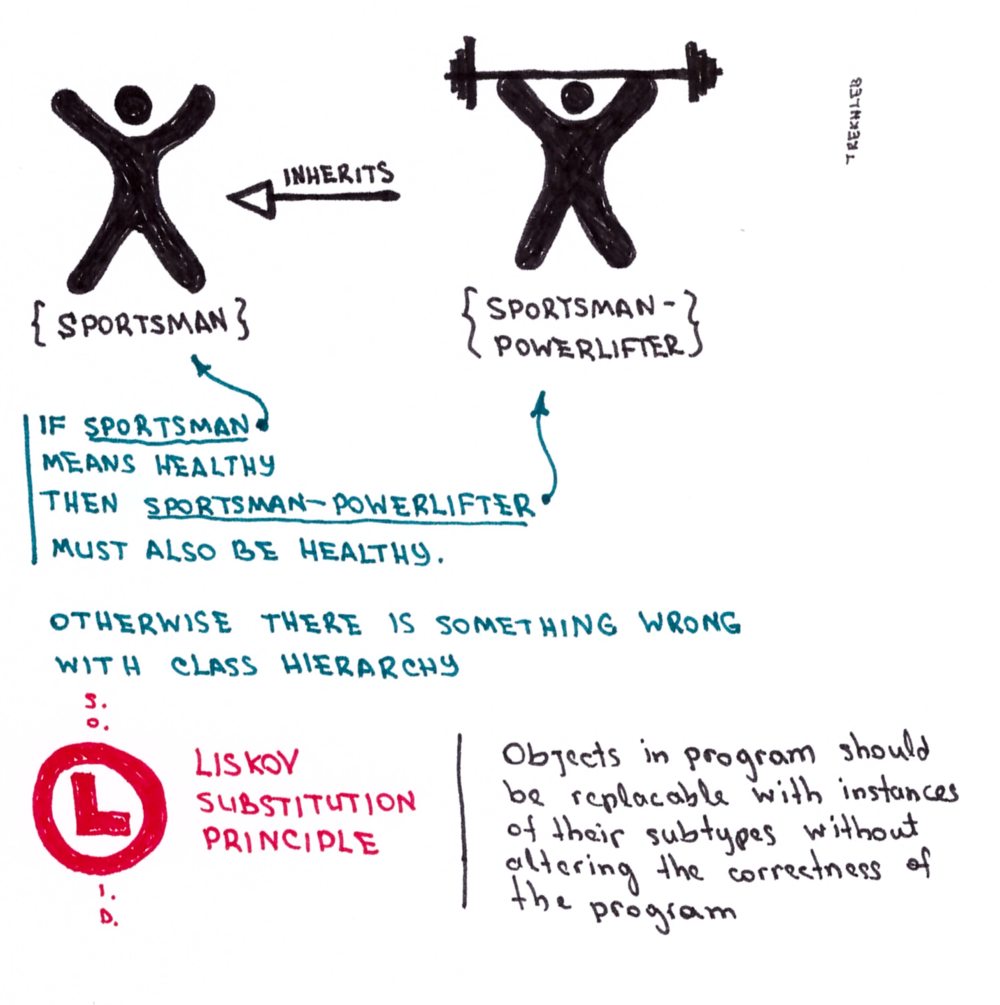 TREKHLEB
INHERITS
{ SPORTSMAN }
{ SPORTSMAN-
POWERLIFTER }
IF SPORTSMAN
MEANS HEALTHY
THEN SPORTSMAN-POWERLIFTER
MUST ALSO BE HEALTHY.
OTHERWISE THERE IS SOMETHING WRONG
WITH CLASS HIERARCHY
S.
O.
L
I.
D.
LISKOV
SUBSTITUTION
PRINCIPLE
Objects in program should
be replacable with instances
of their subtypes without
altering the correctness of
the program